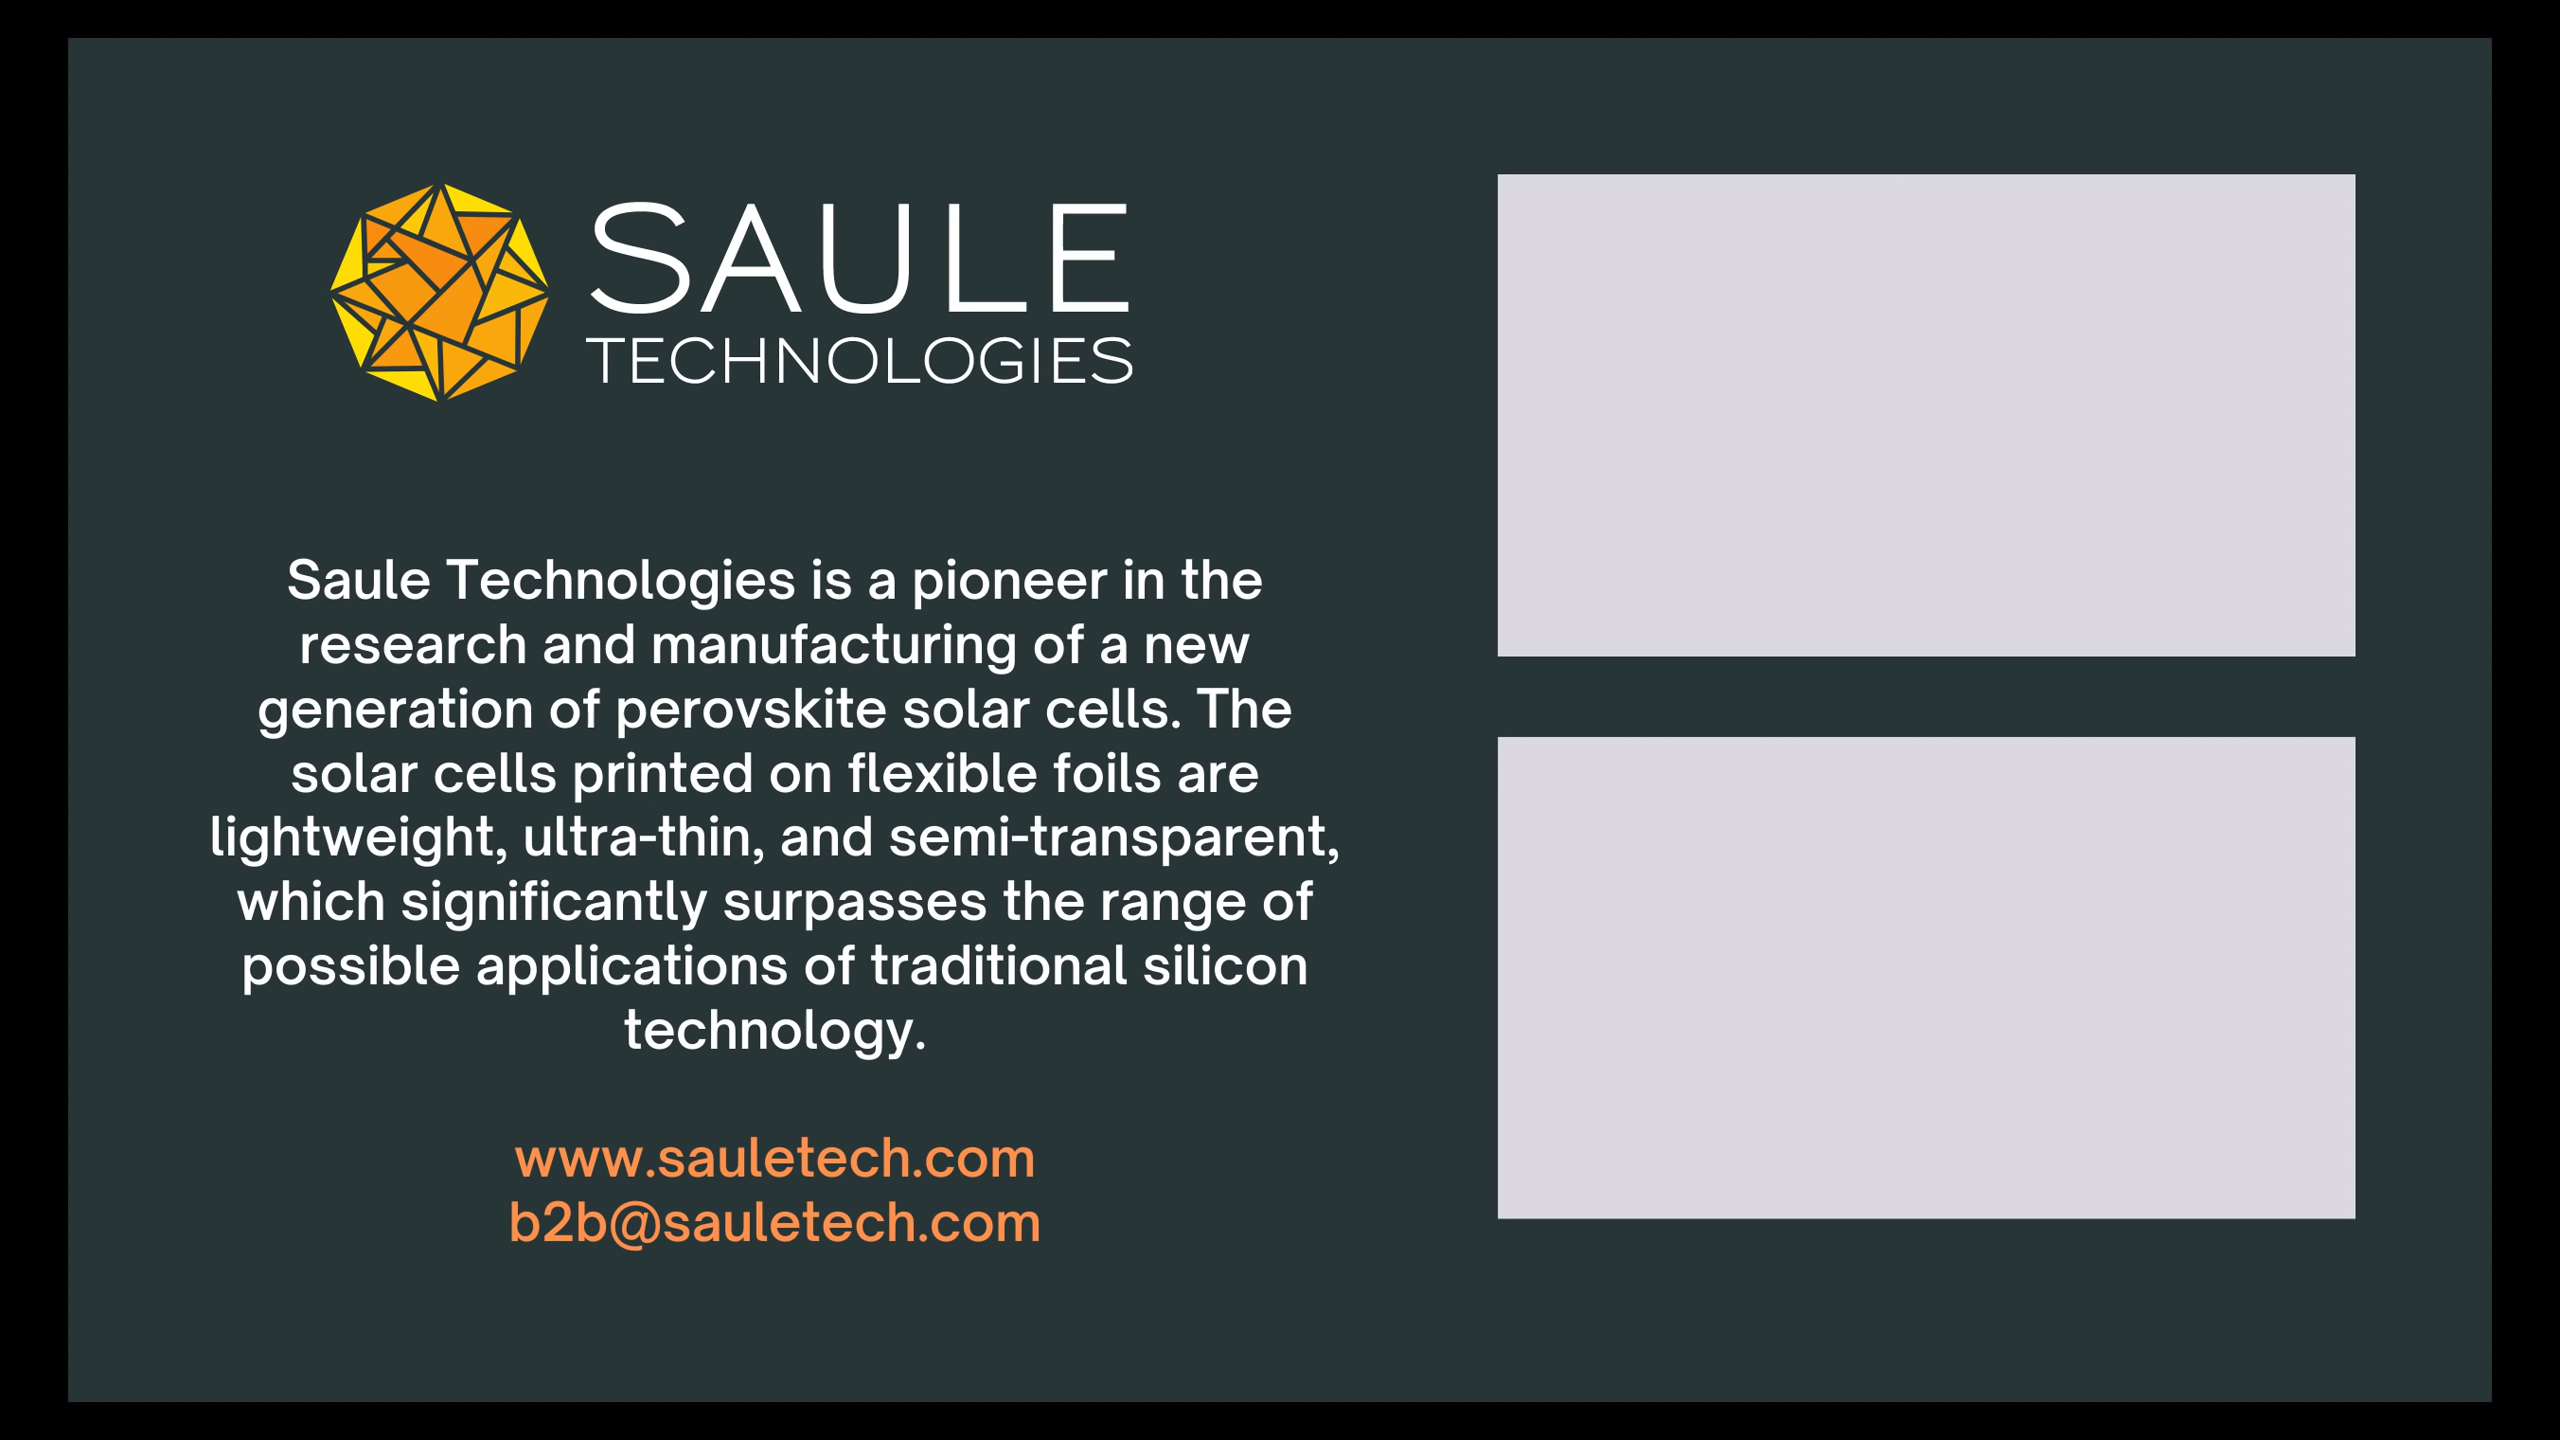 SAULE
TECHNOLOGIES
Saule Technologies is a pioneer in the
research and manufacturing of a new
generation of perovskite solar cells. The
solar cells printed on flexible foils are
lightweight, ultra-thin, and semi-transparent,
which significantly surpasses the range of
possible applications of traditional silicon
technology.
www.sauletech.com
b2b@sauletech.com